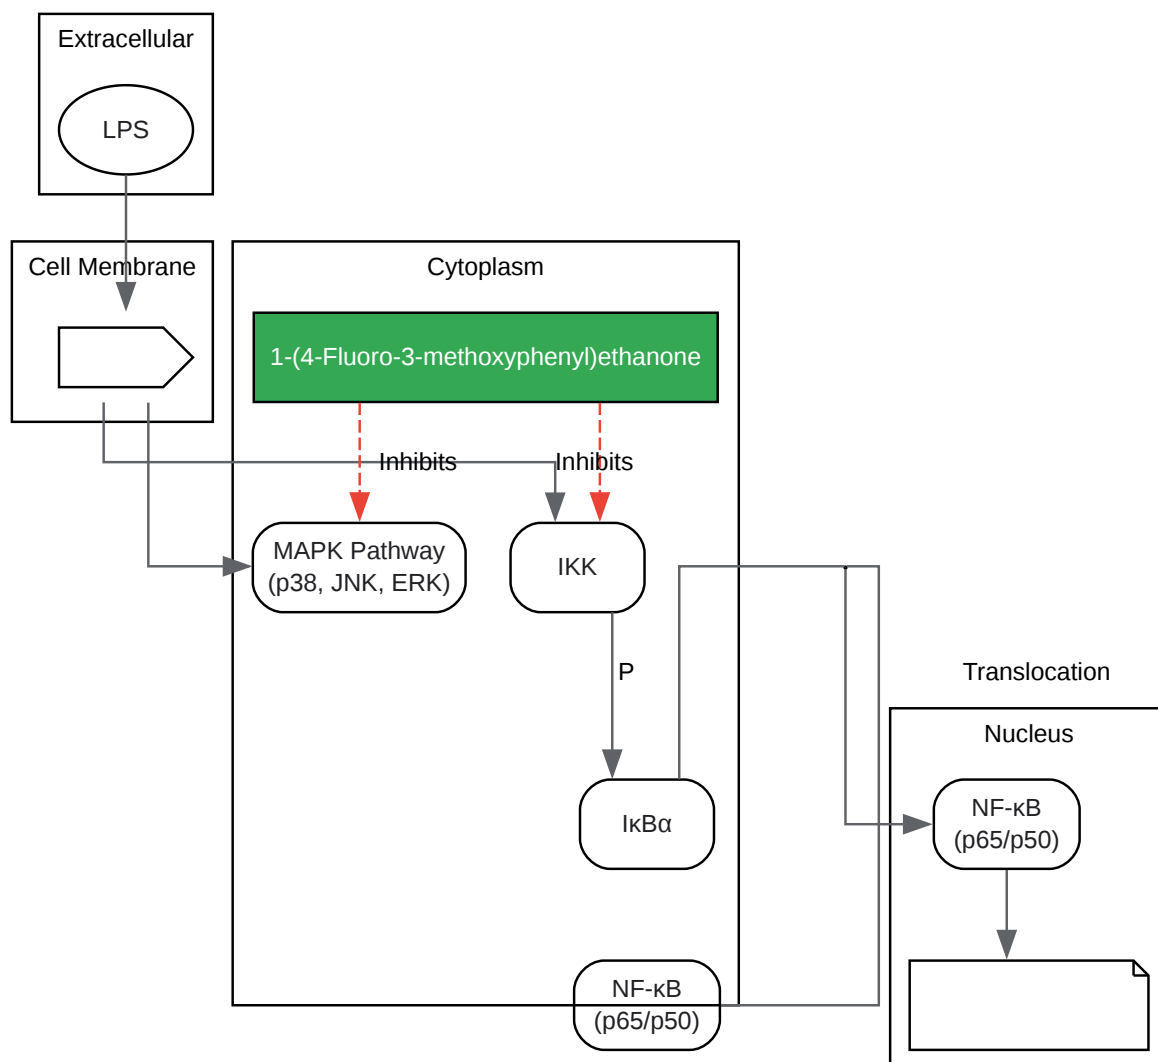 Extracellular
LPS
Cell Membrane
Cytoplasm
1-(4-Fluoro-3-methoxyphenyl)ethanone
Inhibits
Inhibits
MAPK Pathway
(p38, JNK, ERK)
IKK
P
Translocation
Nucleus
IκBα
NF-κB
(p65/p50)
NF-κB
(p65/p50)